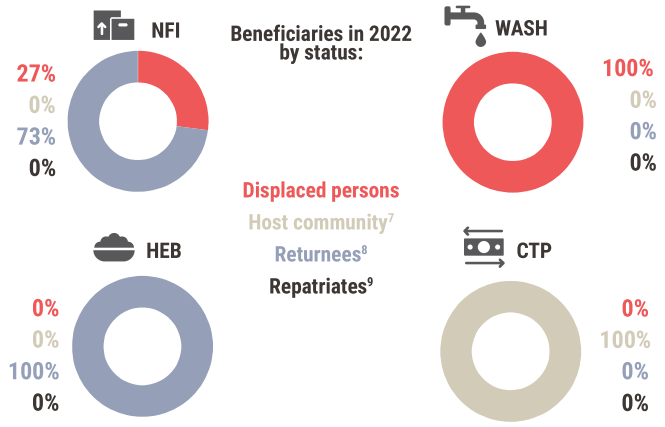 NFI
27%
0%
73%
0%
Beneficiaries in 2022
by status:
WASH
100%
0%
0%
0%
Displaced persons
Host community⁷
Returnees⁸
Repatriates⁹
HEB
0%
0%
100%
0%
CTP
0%
100%
0%
0%